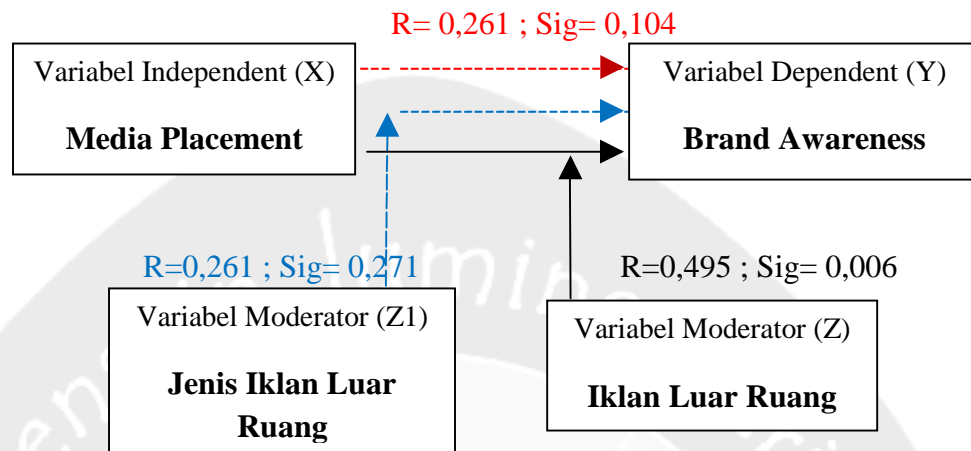 R= 0,261 ; Sig= 0,104
Variabel Independent (X)
Media Placement
Variabel Dependent (Y)
Brand Awareness
R=0,261 ; Sig= 0,271
R=0,495 ; Sig= 0,006
Variabel Moderator (Z1)
Jenis Iklan Luar
Ruang
Variabel Moderator (Z)
Iklan Luar Ruang